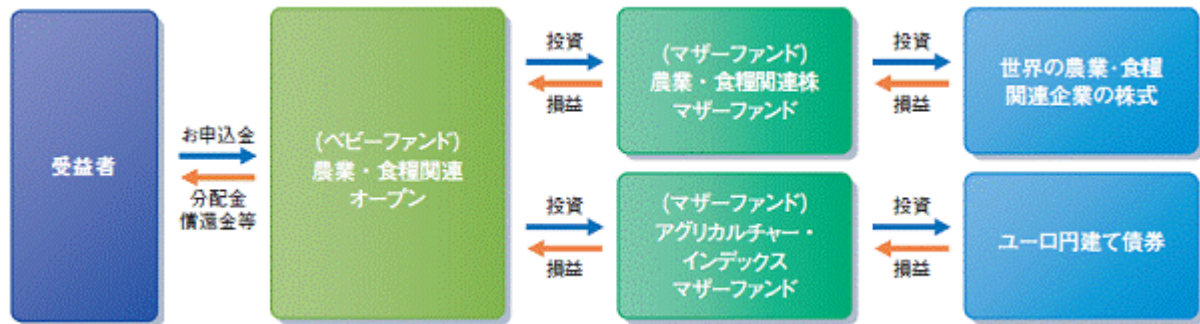 受益者
お申込金
分配金
償還金等
(ベビーファンド)
農業・食糧関連
オープン
投資
損益
(マザーファンド)
農業・食糧関連株
マザーファンド
投資
損益
世界の農業・食糧
関連企業の株式
投資
損益
(マザーファンド)
アグリカルチャー・
インデックス
マザーファンド
投資
損益
ユーロ円建て債券